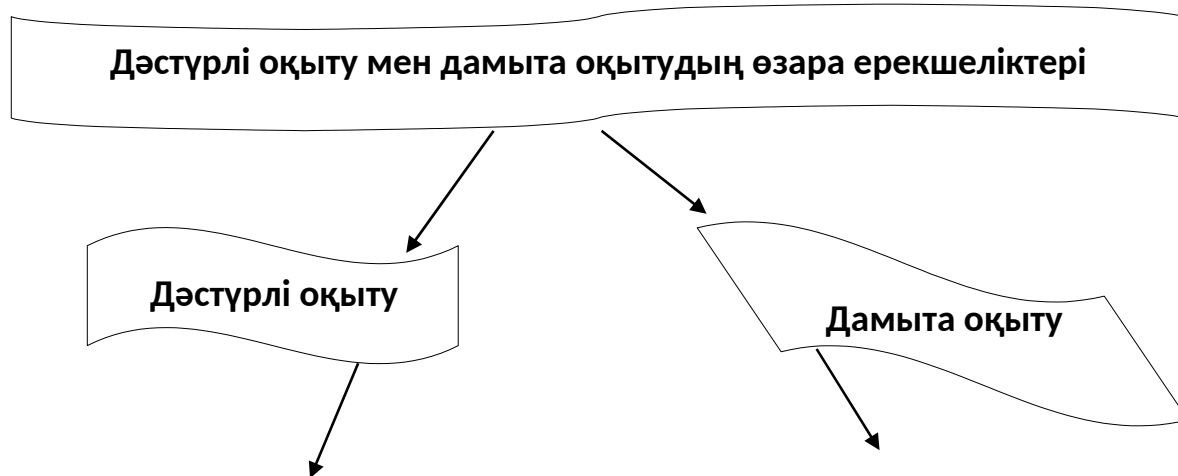 Дәстүрлі оқыту мен дамыта оқытудың өзара ерекшеліктері
Дәстүрлі оқыту
Дамыта оқыту